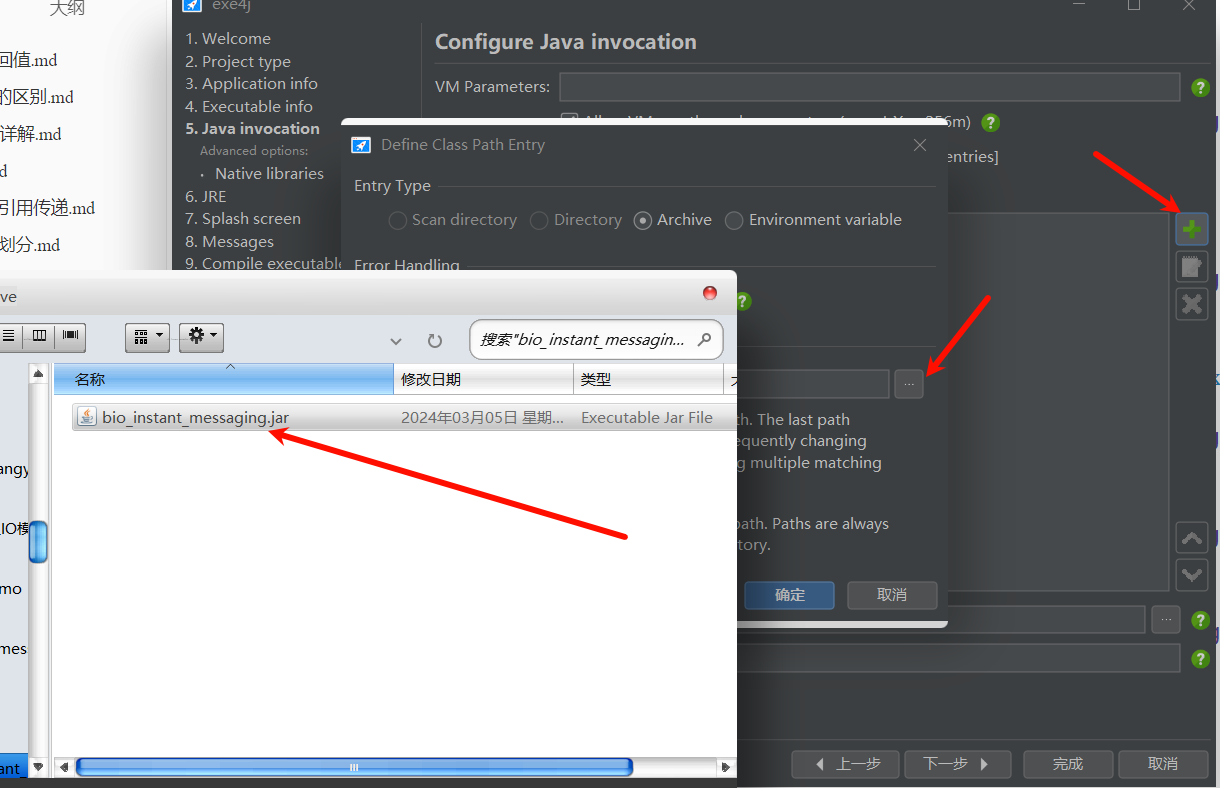 大纲
回值.md
的区别.md
详解.md
d
引用传递.md
划分.md
exe4j
1. Welcome
2. Project type
3. Application info
4. Executable info
5. Java invocation
Advanced options:
· Native libraries
6. JRE
7. Splash screen
8. Messages
9. Compile executable
Configure Java invocation
VM Parameters:
entries]
Define Class Path Entry
Entry Type
Scan directory
Directory
Archive
Environment variable
Error Handling
...
th. The last path
equently changing
g multiple matching
path. Paths are always
tory.
确定
取消
...
上一步
下一步
完成
取消
ve
搜索"bio_instant_messagin...
名称
修改日期
类型
bio_instant_messaging.jar
2024年03月05日 星期...
Executable Jar File
angy
IO模
mo
mes
ant